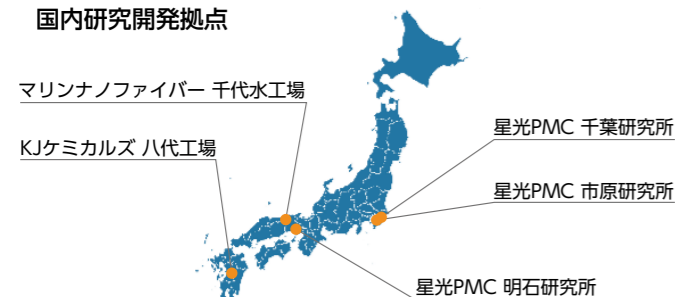 国内研究開発拠点
マリンナノファイバー 千代水工場
KJケミカルズ 八代工場
星光PMC 千葉研究所
星光PMC 市原研究所
星光PMC 明石研究所